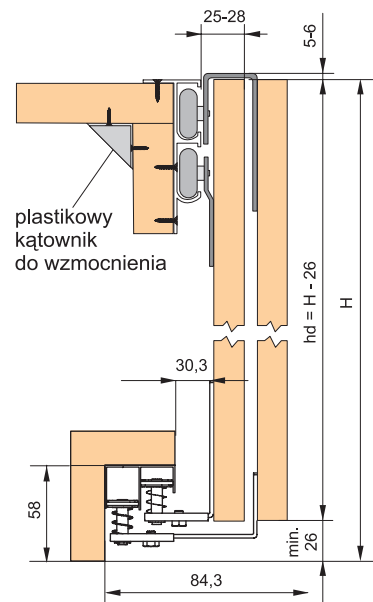 25-28
5-6
plastikowy
kątownik
do wzmocnienia
hd = H - 26
H
30,3
58
min.
26
84,3